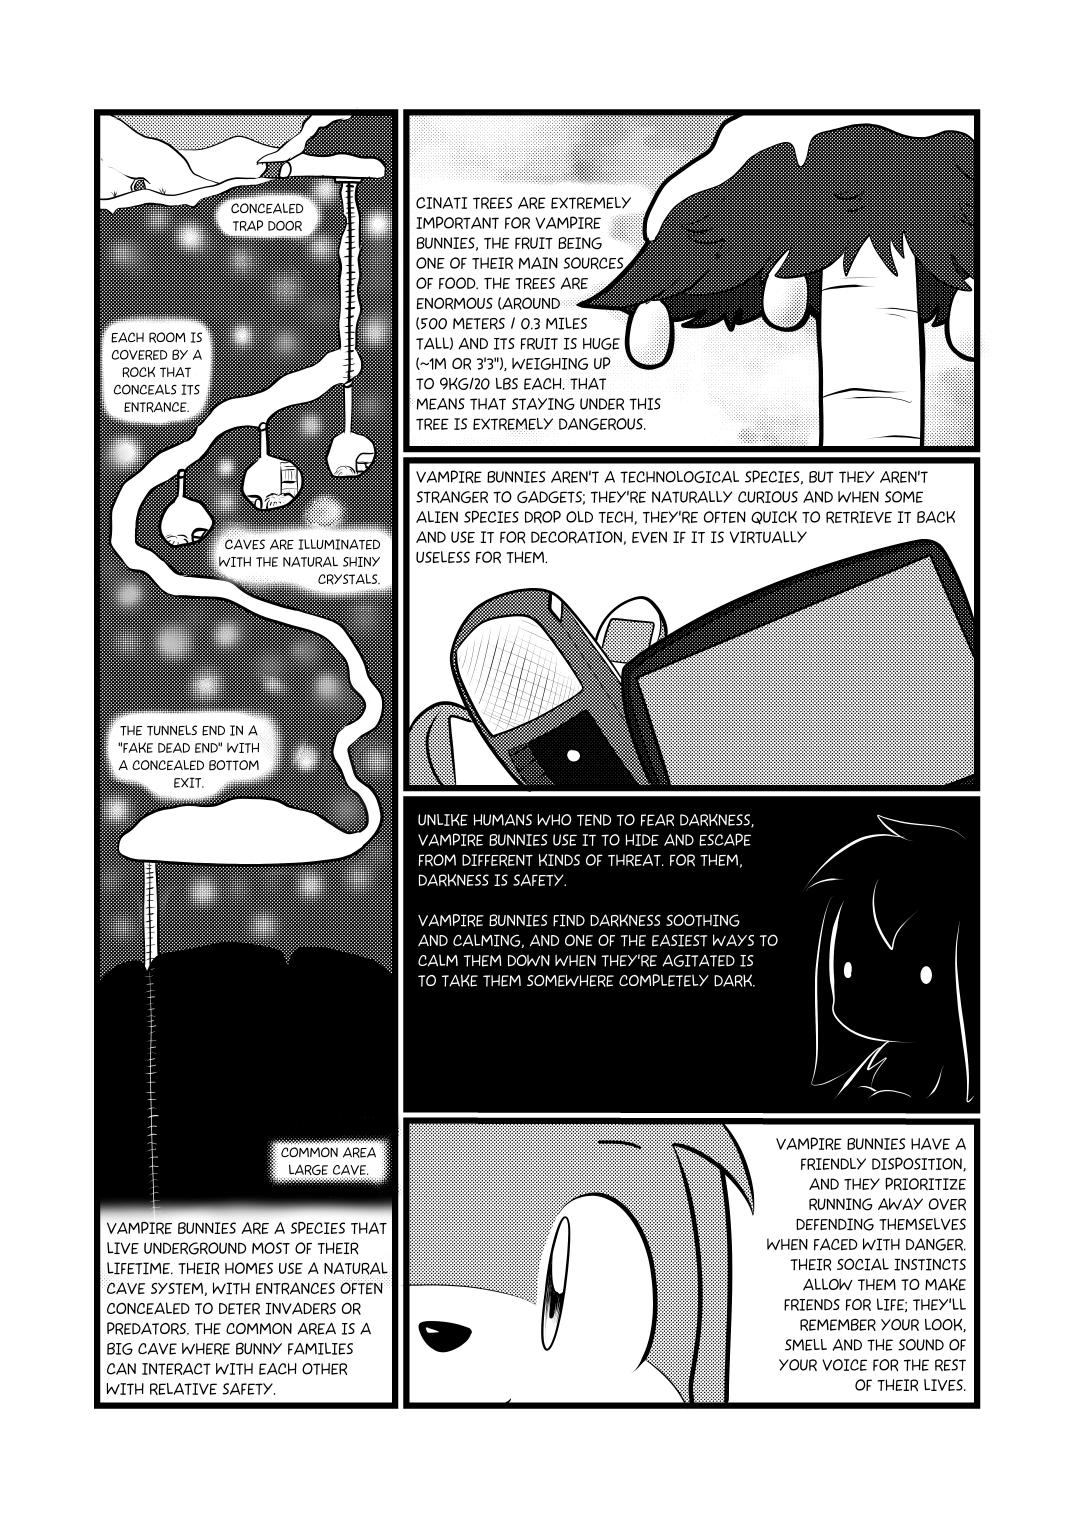 CONCEALED
TRAP DOOR
EACH ROOM IS
COVERED BY A
ROCK THAT
CONCEALS ITS
ENTRANCE.
CAVES ARE ILLUMINATED
WITH THE NATURAL SHINY
CRYSTALS.
THE TUNNELS END IN A
"FAKE DEAD END" WITH
A CONCEALED BOTTOM
EXIT.
COMMON AREA
LARGE CAVE.
VAMPIRE BUNNIES ARE A SPECIES THAT
LIVE UNDERGROUND MOST OF THEIR
LIFETIME. THEIR HOMES USE A NATURAL
CAVE SYSTEM, WITH ENTRANCES OFTEN
CONCEALED TO DETER INVADERS OR
PREDATORS. THE COMMON AREA IS A
BIG CAVE WHERE BUNNY FAMILIES
CAN INTERACT WITH EACH OTHER
WITH RELATIVE SAFETY.
CINATI TREES ARE EXTREMELY
IMPORTANT FOR VAMPIRE
BUNNIES, THE FRUIT BEING
ONE OF THEIR MAIN SOURCES
OF FOOD. THE TREES ARE
ENORMOUS (AROUND
(500 METERS / 0.3 MILES
TALL) AND ITS FRUIT IS HUGE
(~1M OR 3'3"), WEIGHING UP
TO 9KG/20 LBS EACH. THAT
MEANS THAT STAYING UNDER THIS
TREE IS EXTREMELY DANGEROUS.
VAMPIRE BUNNIES AREN'T A TECHNOLOGICAL SPECIES, BUT THEY AREN'T
STRANGER TO GADGETS; THEY'RE NATURALLY CURIOUS AND WHEN SOME
ALIEN SPECIES DROP OLD TECH, THEY'RE OFTEN QUICK TO RETRIEVE IT BACK
AND USE IT FOR DECORATION, EVEN IF IT IS VIRTUALLY
USELESS FOR THEM.
UNLIKE HUMANS WHO TEND TO FEAR DARKNESS,
VAMPIRE BUNNIES USE IT TO HIDE AND ESCAPE
FROM DIFFERENT KINDS OF THREAT. FOR THEM,
DARKNESS IS SAFETY.
VAMPIRE BUNNIES FIND DARKNESS SOOTHING
AND CALMING, AND ONE OF THE EASIEST WAYS TO
CALM THEM DOWN WHEN THEY'RE AGITATED IS
TO TAKE THEM SOMEWHERE COMPLETELY DARK.
VAMPIRE BUNNIES HAVE A
FRIENDLY DISPOSITION,
AND THEY PRIORITIZE
RUNNING AWAY OVER
DEFENDING THEMSELVES
WHEN FACED WITH DANGER.
THEIR SOCIAL INSTINCTS
ALLOW THEM TO MAKE
FRIENDS FOR LIFE; THEY'LL
REMEMBER YOUR LOOK,
SMELL AND THE SOUND OF
YOUR VOICE FOR THE REST
OF THEIR LIVES.